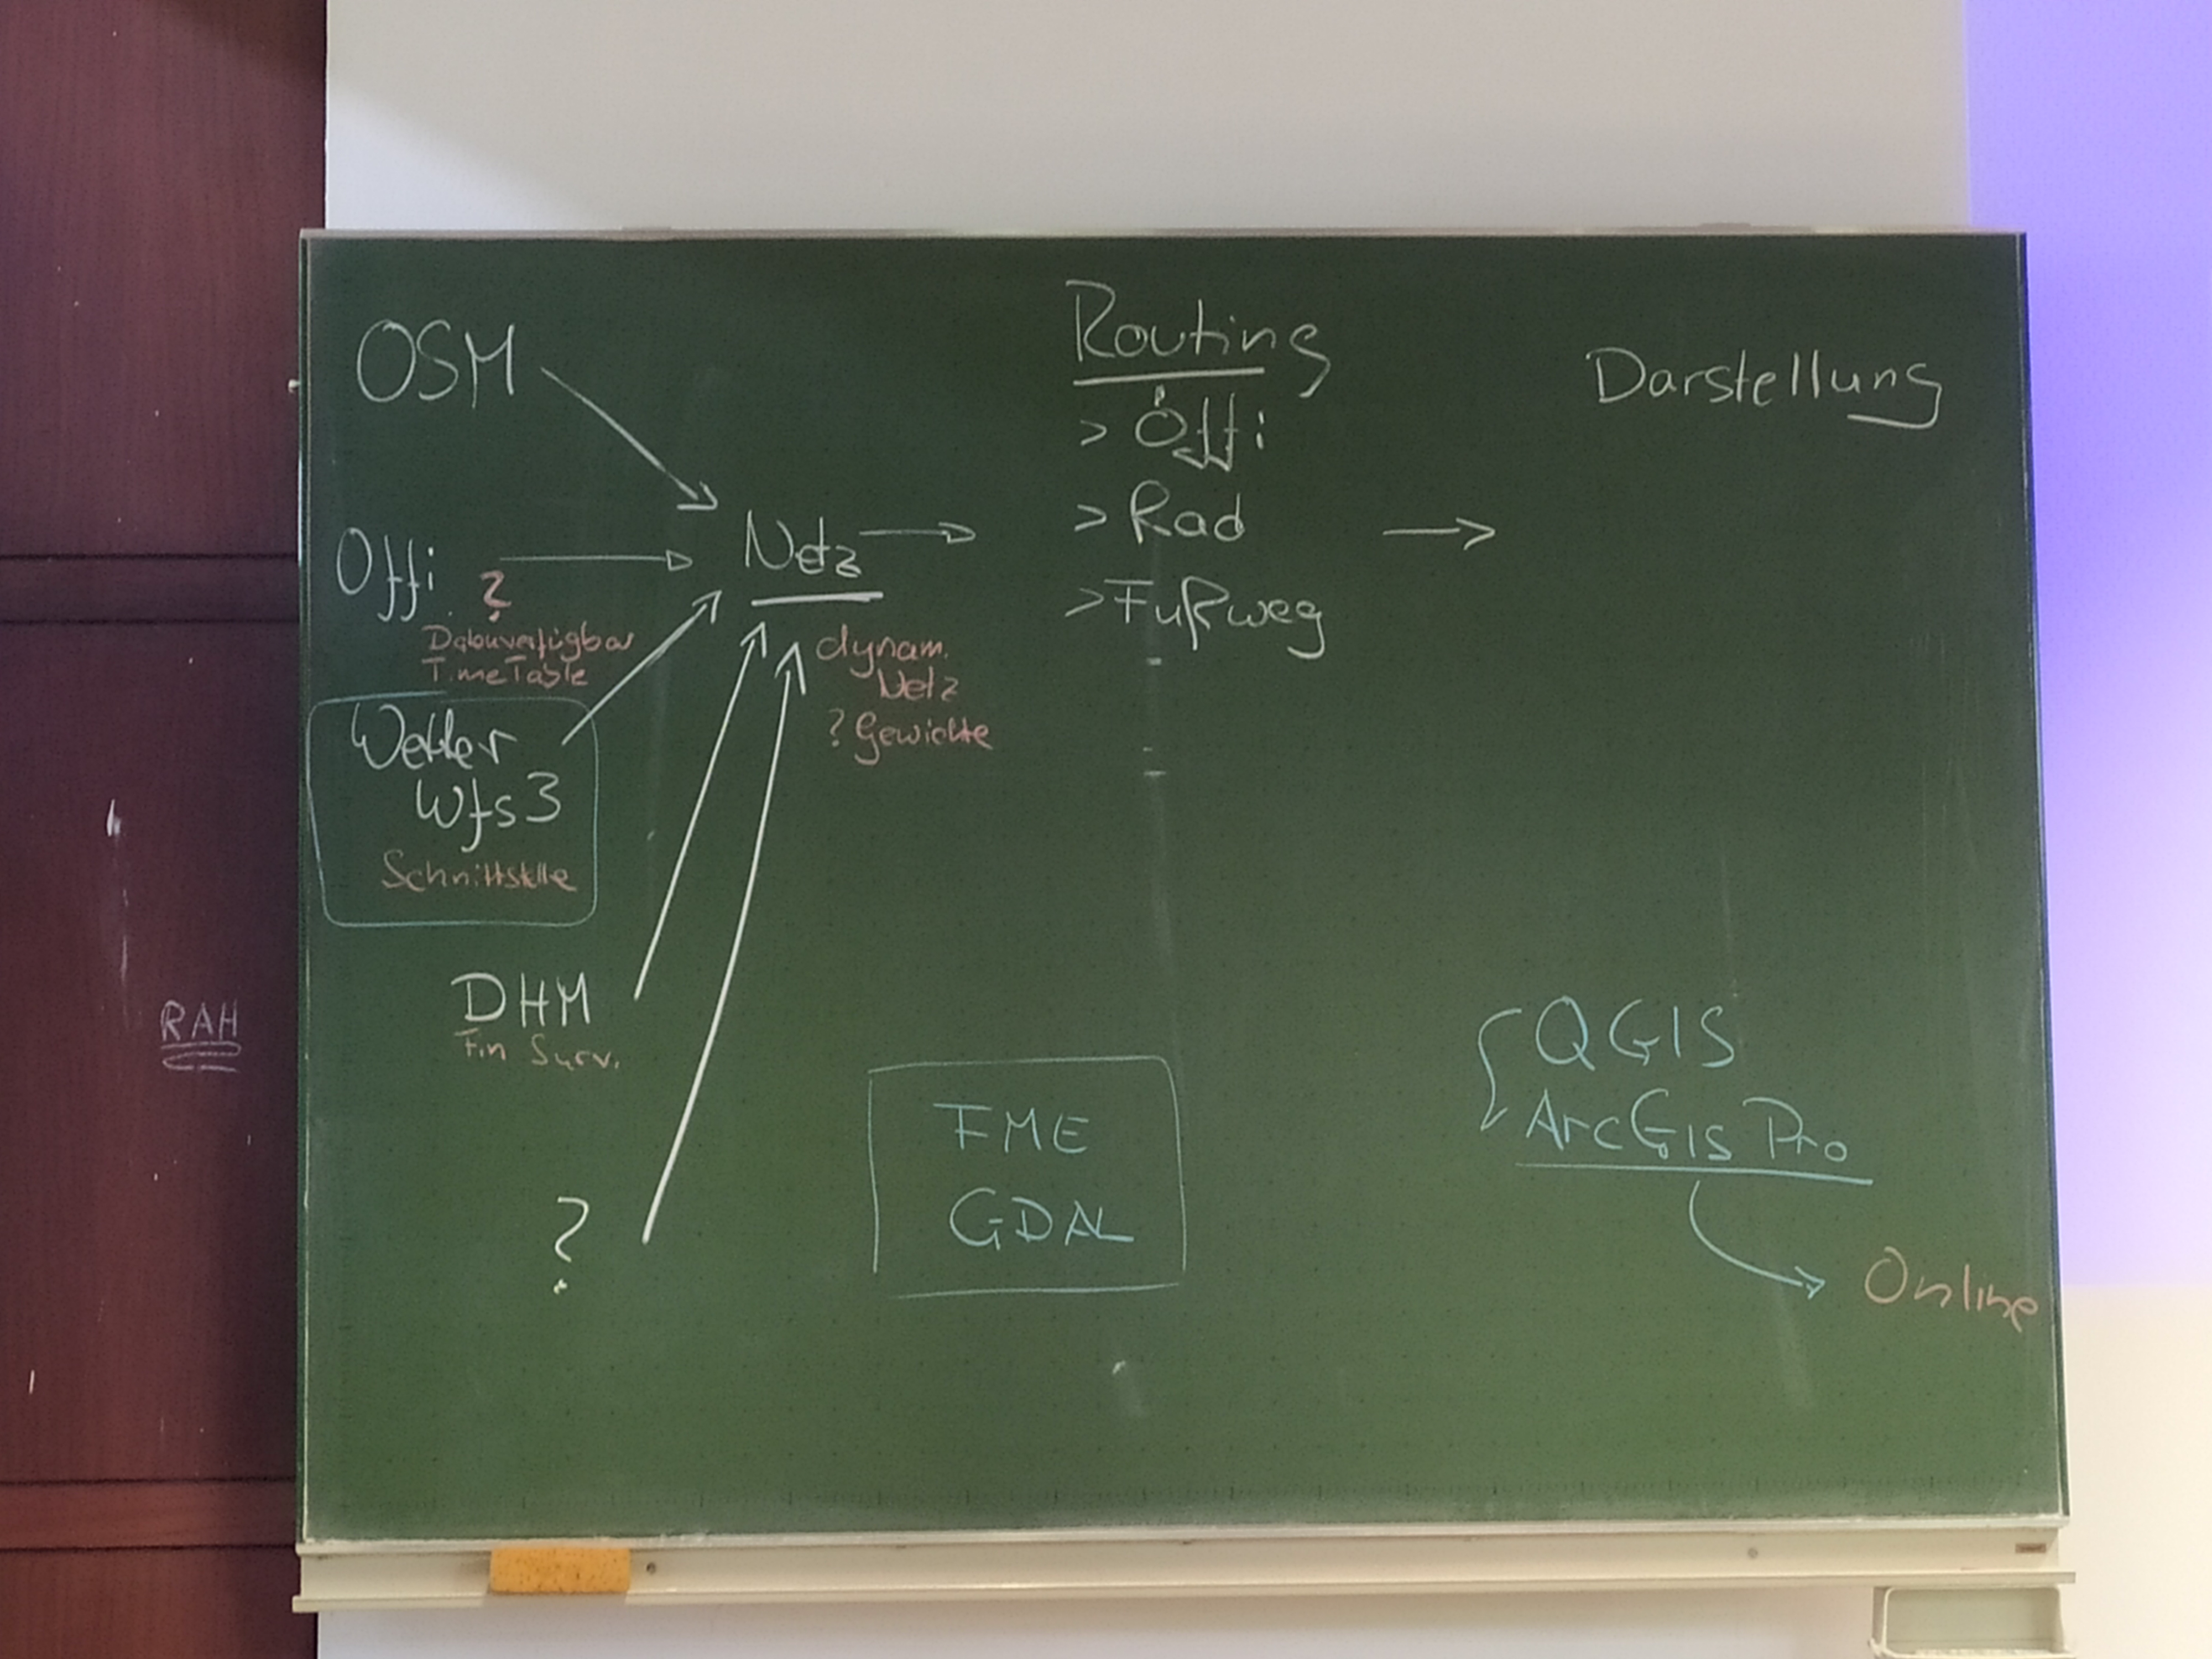 OSM
Öffi
?
Datenverfügbar
TimeTable
Wetter
Wfs3
Schnittstelle
DHM
Fin Surv.
?
Netz
dynam.
Netz
? Gewichte
Routing
> Öffi
> Rad
> Fußweg
Darstellung
FME
GDAL
QGIS
ArcGIS Pro
Online
RAH